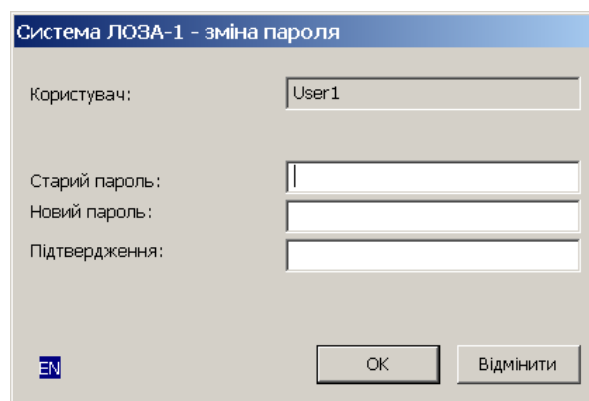 Система ЛОЗА-1 - зміна пароля
Користувач: User1
Старий пароль:
Новий пароль:
Підтвердження:
EN OK Відмінити